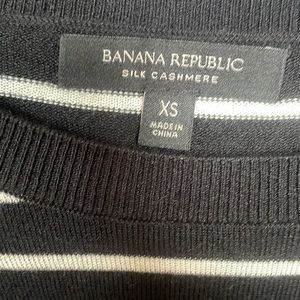 BANANA REPUBLIC
SILK CASHMERE
XS
MADE IN
CHINA